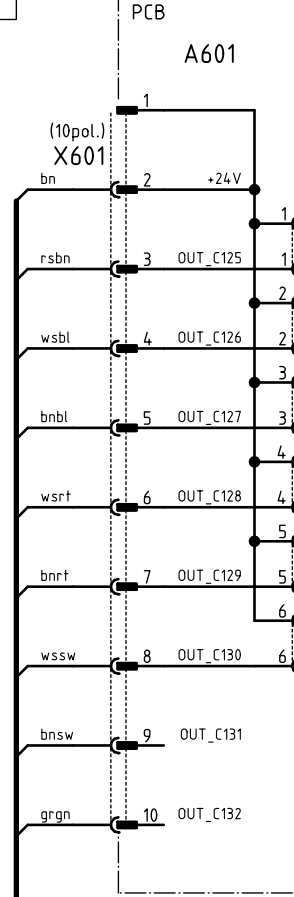 PCB
A601
1
(10pol.)
X601
bn 2 +24V
1
rsbn 3 OUT_C125 1
2
wsbl 4 OUT_C126 2
3
bnbl 5 OUT_C127 3
4
wsrt 6 OUT_C128 4
5
bnrt 7 OUT_C129 5
6
wssw 8 OUT_C130 6
bnsw 9 OUT_C131
grgn 10 OUT_C132